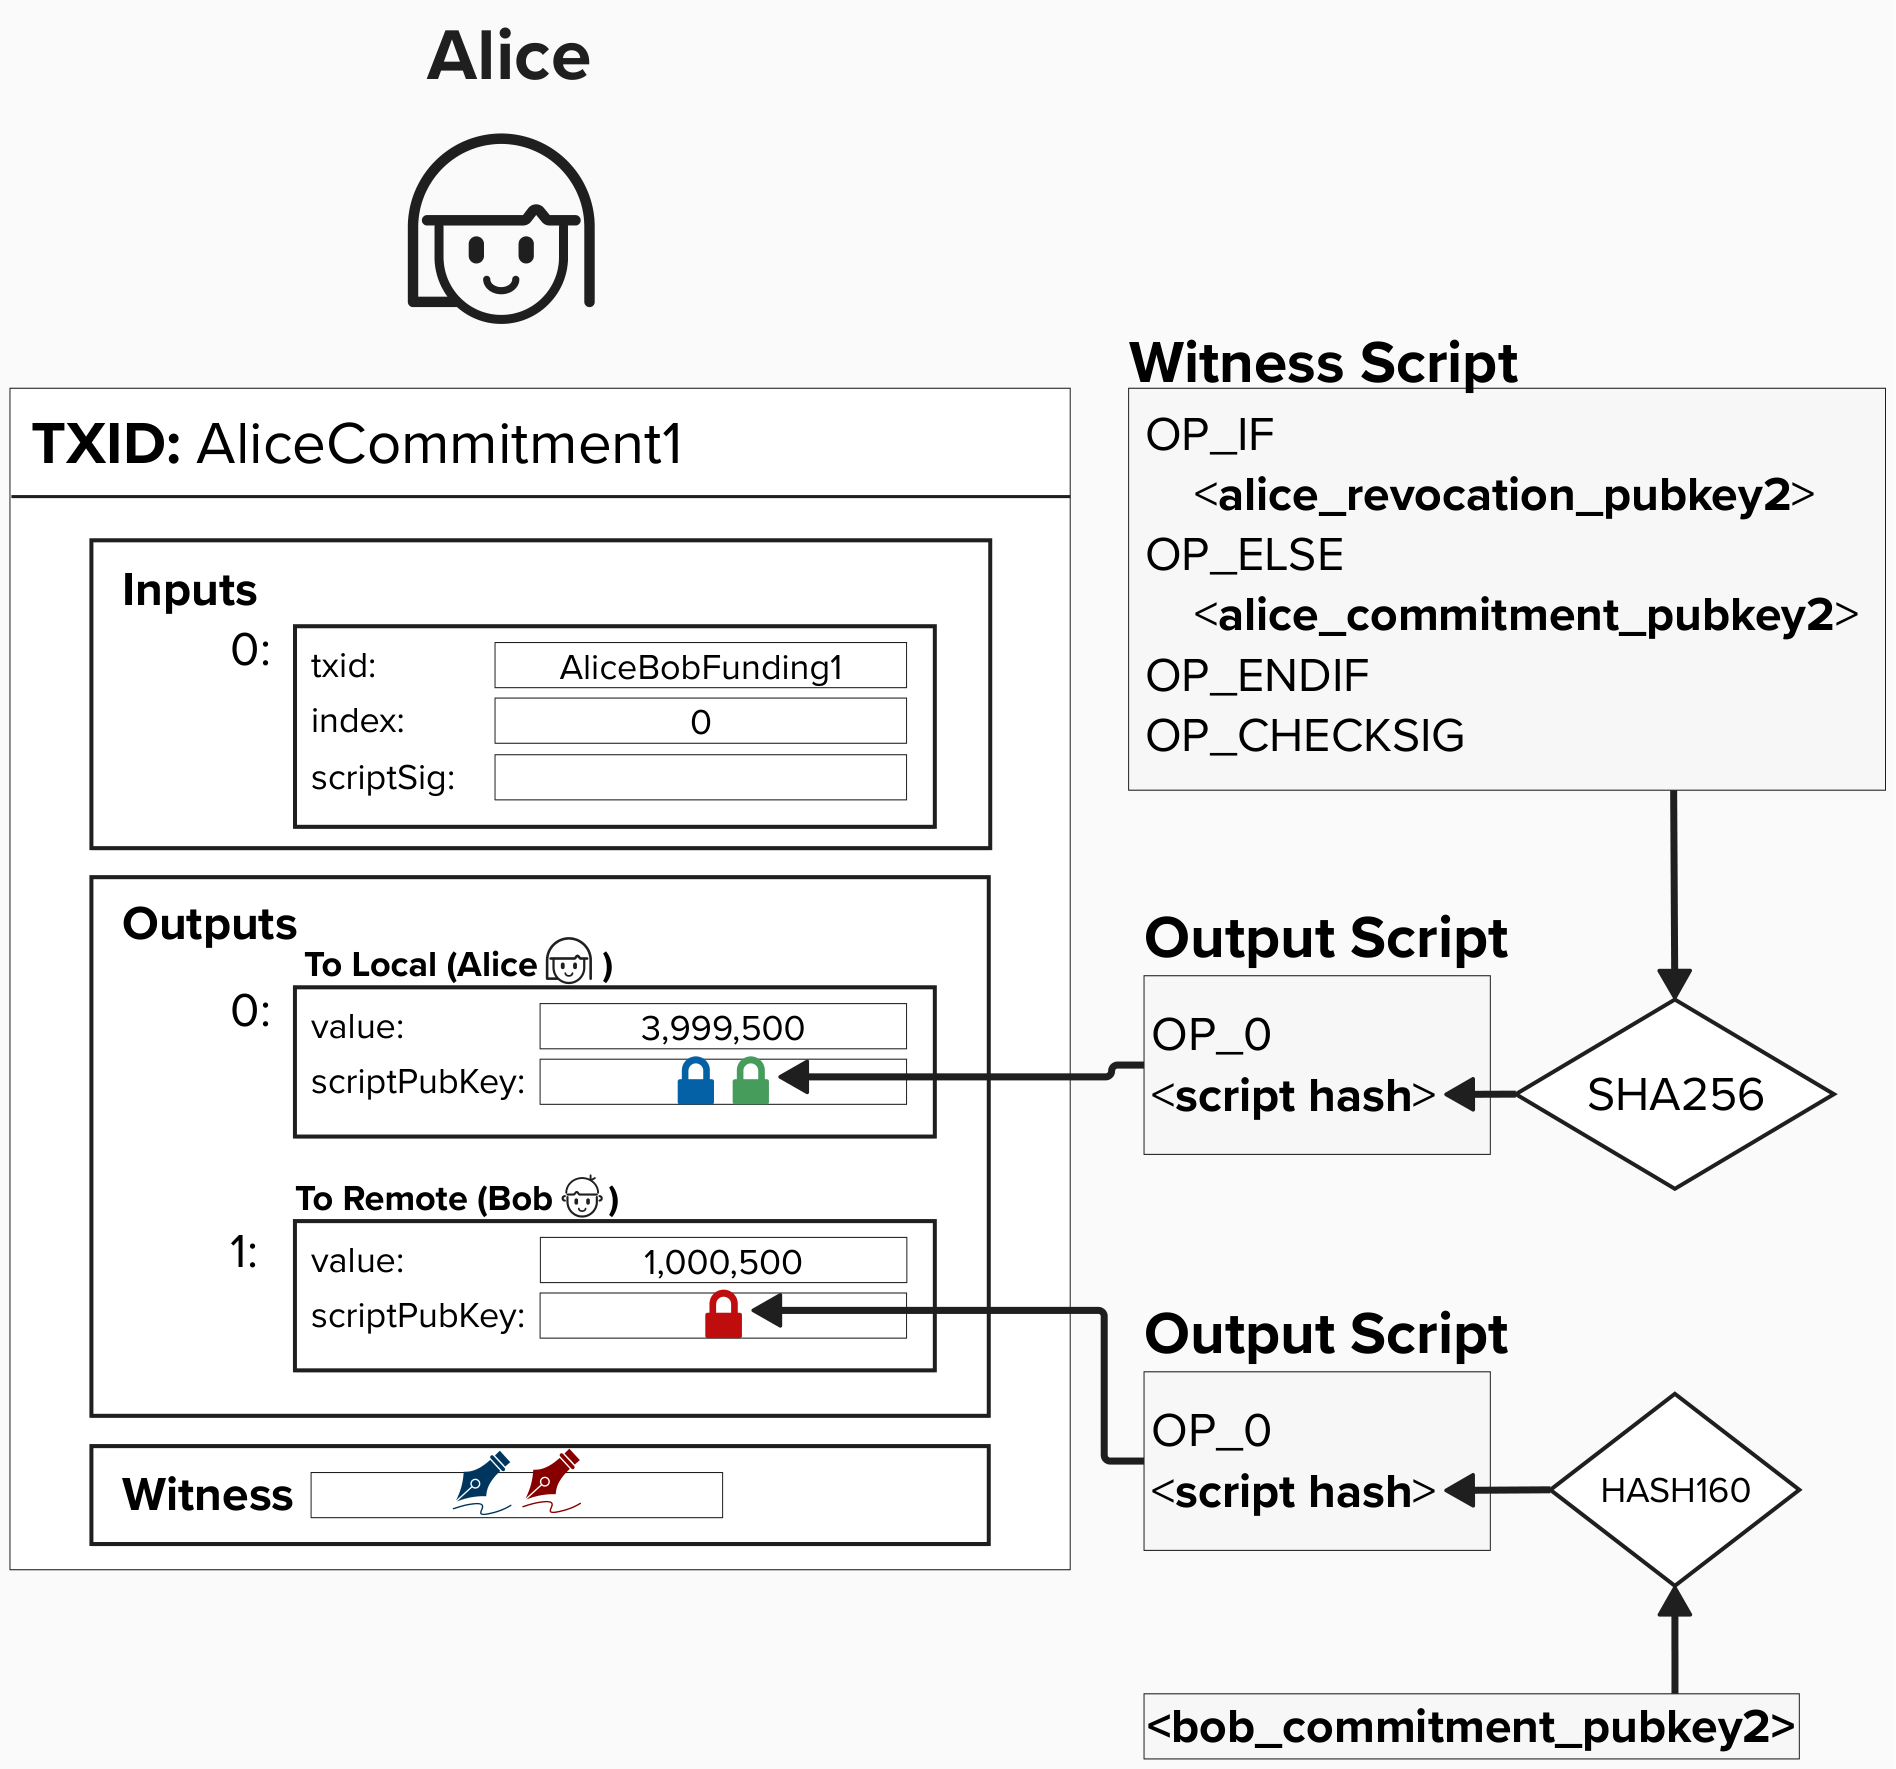 Alice
TXID: AliceCommitment1
Inputs
0:
txid: AliceBobFunding1
index: 0
scriptSig:
Outputs
To Local (Alice )
0:
value: 3,999,500
scriptPubKey:
To Remote (Bob )
1:
value: 1,000,500
scriptPubKey:
Witness
Witness Script
OP_IF
<alice_revocation_pubkey2>
OP_ELSE
<alice_commitment_pubkey2>
OP_ENDIF
OP_CHECKSIG
Output Script
OP_0
<script hash>
SHA256
Output Script
OP_0
<script hash>
HASH160
<bob_commitment_pubkey2>